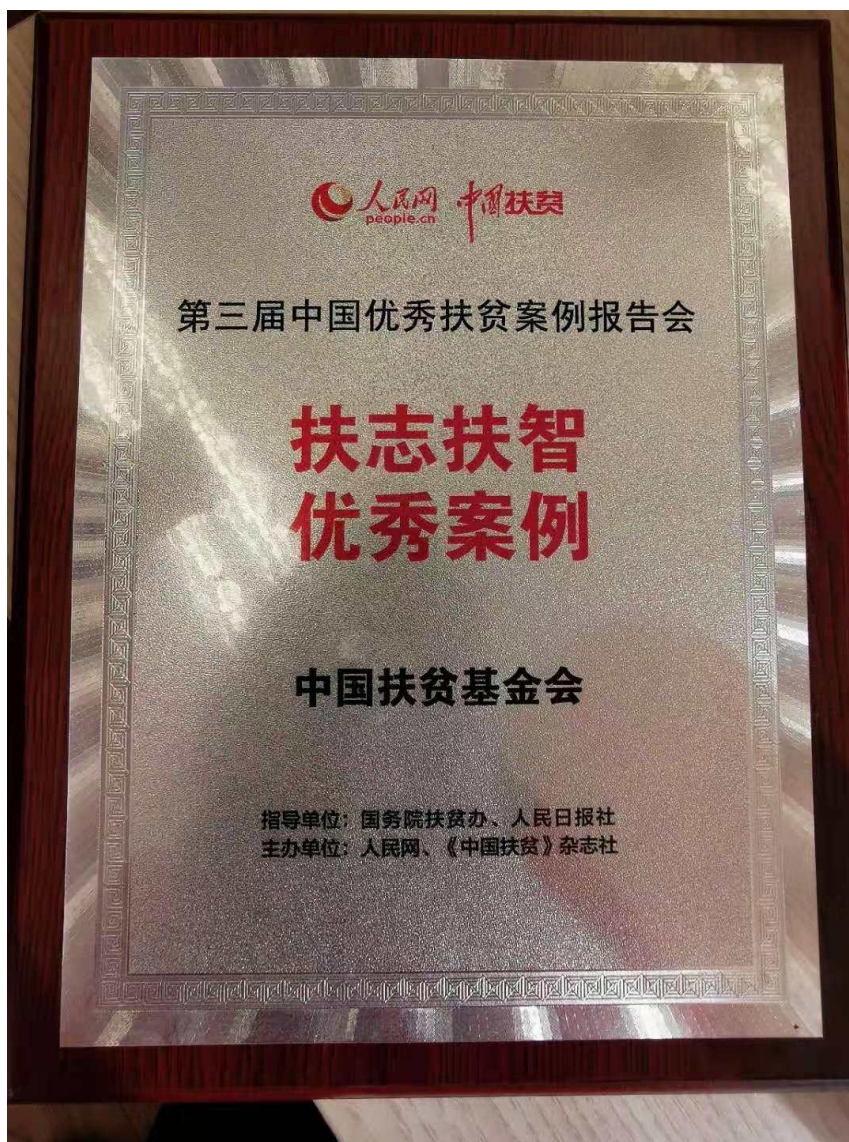 人民网 中国扶贫
people.cn
第三届中国优秀扶贫案例报告会
扶志扶智
优秀案例
中国扶贫基金会
指导单位：国务院扶贫办、人民日报社
主办单位：人民网、《中国扶贫》杂志社